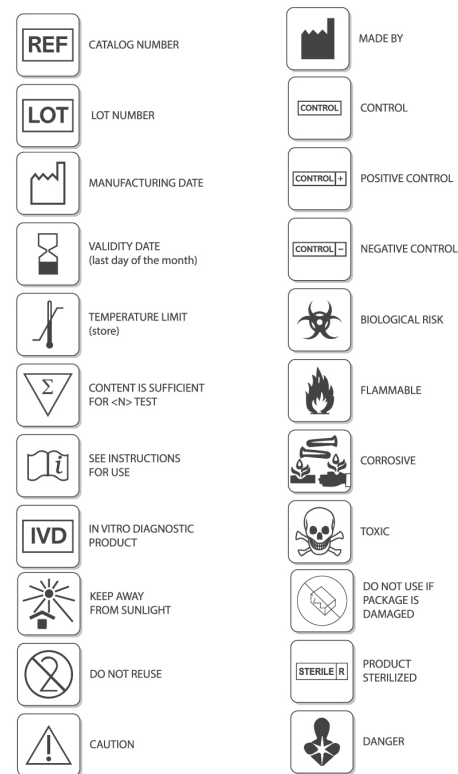 REF
CATALOG NUMBER
LOT
LOT NUMBER
MANUFACTURING DATE
VALIDITY DATE
(last day of the month)
TEMPERATURE LIMIT
(store)
Σ
CONTENT IS SUFFICIENT
FOR <N> TEST
i
SEE INSTRUCTIONS
FOR USE
IVD
IN VITRO DIAGNOSTIC
PRODUCT
KEEP AWAY
FROM SUNLIGHT
2
DO NOT REUSE
!
CAUTION
MADE BY
CONTROL
CONTROL
CONTROL +
POSITIVE CONTROL
CONTROL −
NEGATIVE CONTROL
BIOLOGICAL RISK
FLAMMABLE
CORROSIVE
TOXIC
DO NOT USE IF
PACKAGE IS
DAMAGED
STERILE R
PRODUCT
STERILIZED
DANGER